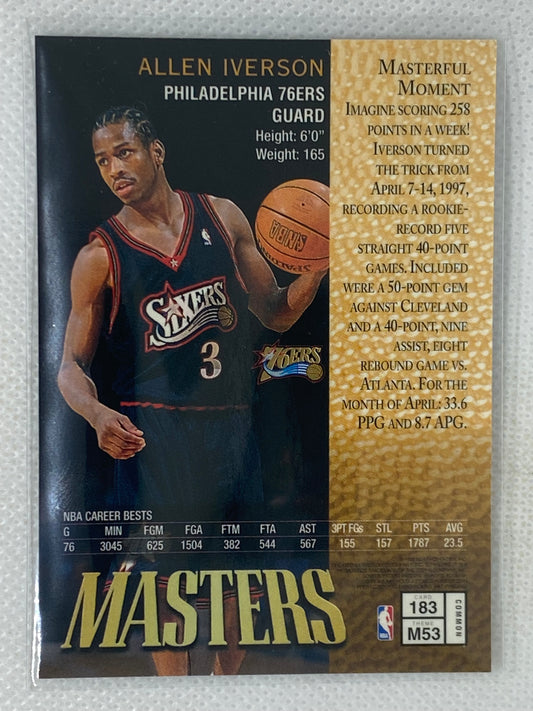 ALLEN IVERSON
PHILADELPHIA 76ERS
GUARD
Height: 6'0"
Weight: 165
MASTERFUL
MOMENT
IMAGINE SCORING 258
POINTS IN A WEEK!
IVERSON TURNED
THE TRICK FROM
APRIL 7-14, 1997,
RECORDING A ROOKIE-
RECORD FIVE
STRAIGHT 40-POINT
GAMES. INCLUDED
WERE A 50-POINT GEM
AGAINST CLEVELAND
AND A 40-POINT, NINE
ASSIST, EIGHT
REBOUND GAME VS.
ATLANTA. FOR THE
MONTH OF APRIL: 33.6
PPG AND 8.7 APG.
NBA
SIXERS
3
76ERS
NBA CAREER BESTS
G MIN FGM FGA FTM FTA AST 3PT FGs STL PTS AVG
76 3045 625 1504 382 544 567 155 157 1787 23.5
MASTERS
NBA
CARD
183
THEME
M53
COMMON